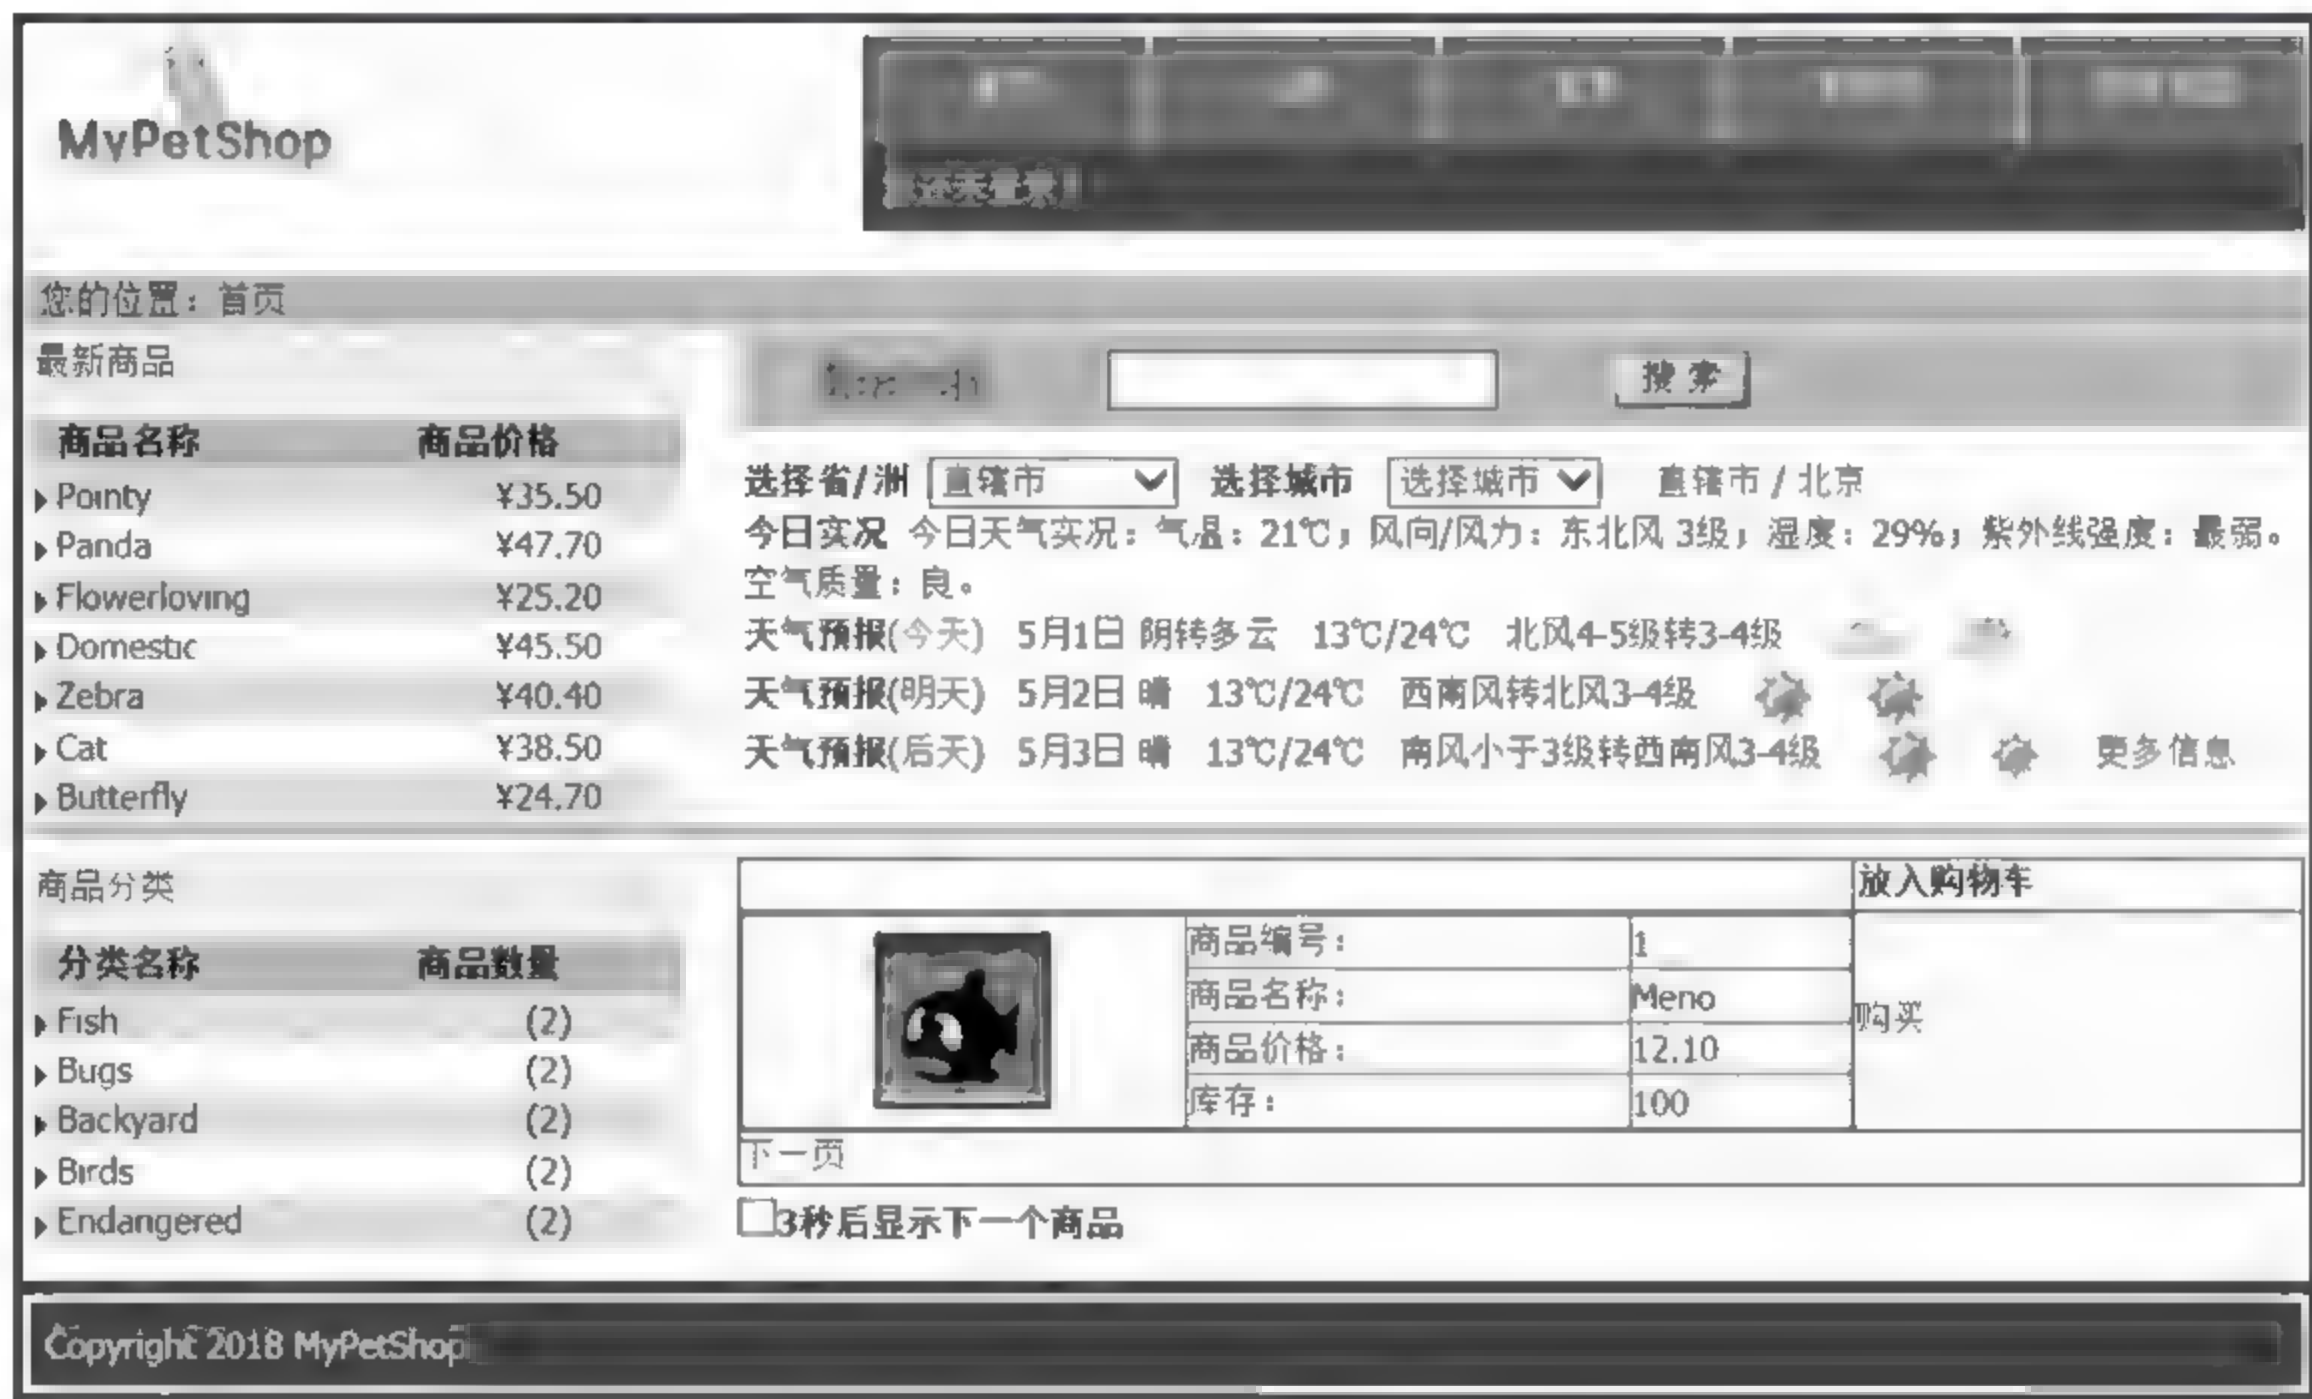 MyPetShop
您的位置：首页
最新商品
搜 索
商品名称 商品价格
Pointy ¥35.50
Panda ¥47.70
Flowerloving ¥25.20
Domestic ¥45.50
Zebra ¥40.40
Cat ¥38.50
Butterfly ¥24.70
选择省/洲 直辖市 选择城市 选择城市 直辖市 / 北京
今日实况 今日天气实况：气温：21℃；风向/风力：东北风 3级；湿度：29%；紫外线强度：最弱。
空气质量：良。
天气预报(今天) 5月1日 阴转多云 13℃/24℃ 北风4-5级转3-4级
天气预报(明天) 5月2日 晴 13℃/24℃ 西南风转北风3-4级
天气预报(后天) 5月3日 晴 13℃/24℃ 南风小于3级转西南风3-4级 更多信息
商品分类
分类名称 商品数量
Fish (2)
Bugs (2)
Backyard (2)
Birds (2)
Endangered (2)
放入购物车
商品编号： 1
商品名称： Meno
商品价格： 12.10
库存： 100
购买
下一页
3秒后显示下一个商品
Copyright 2018 MyPetShop